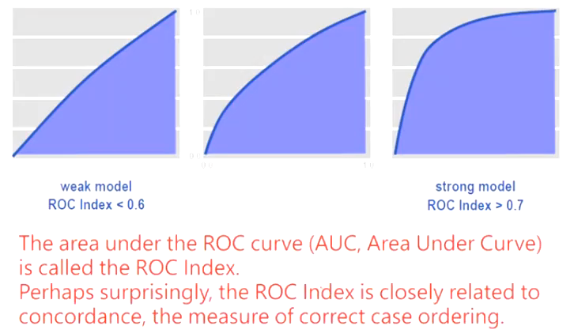 weak model
ROC Index < 0.6
strong model
ROC Index > 0.7
The area under the ROC curve (AUC, Area Under Curve)
is called the ROC Index.
Perhaps surprisingly, the ROC Index is closely related to
concordance, the measure of correct case ordering.